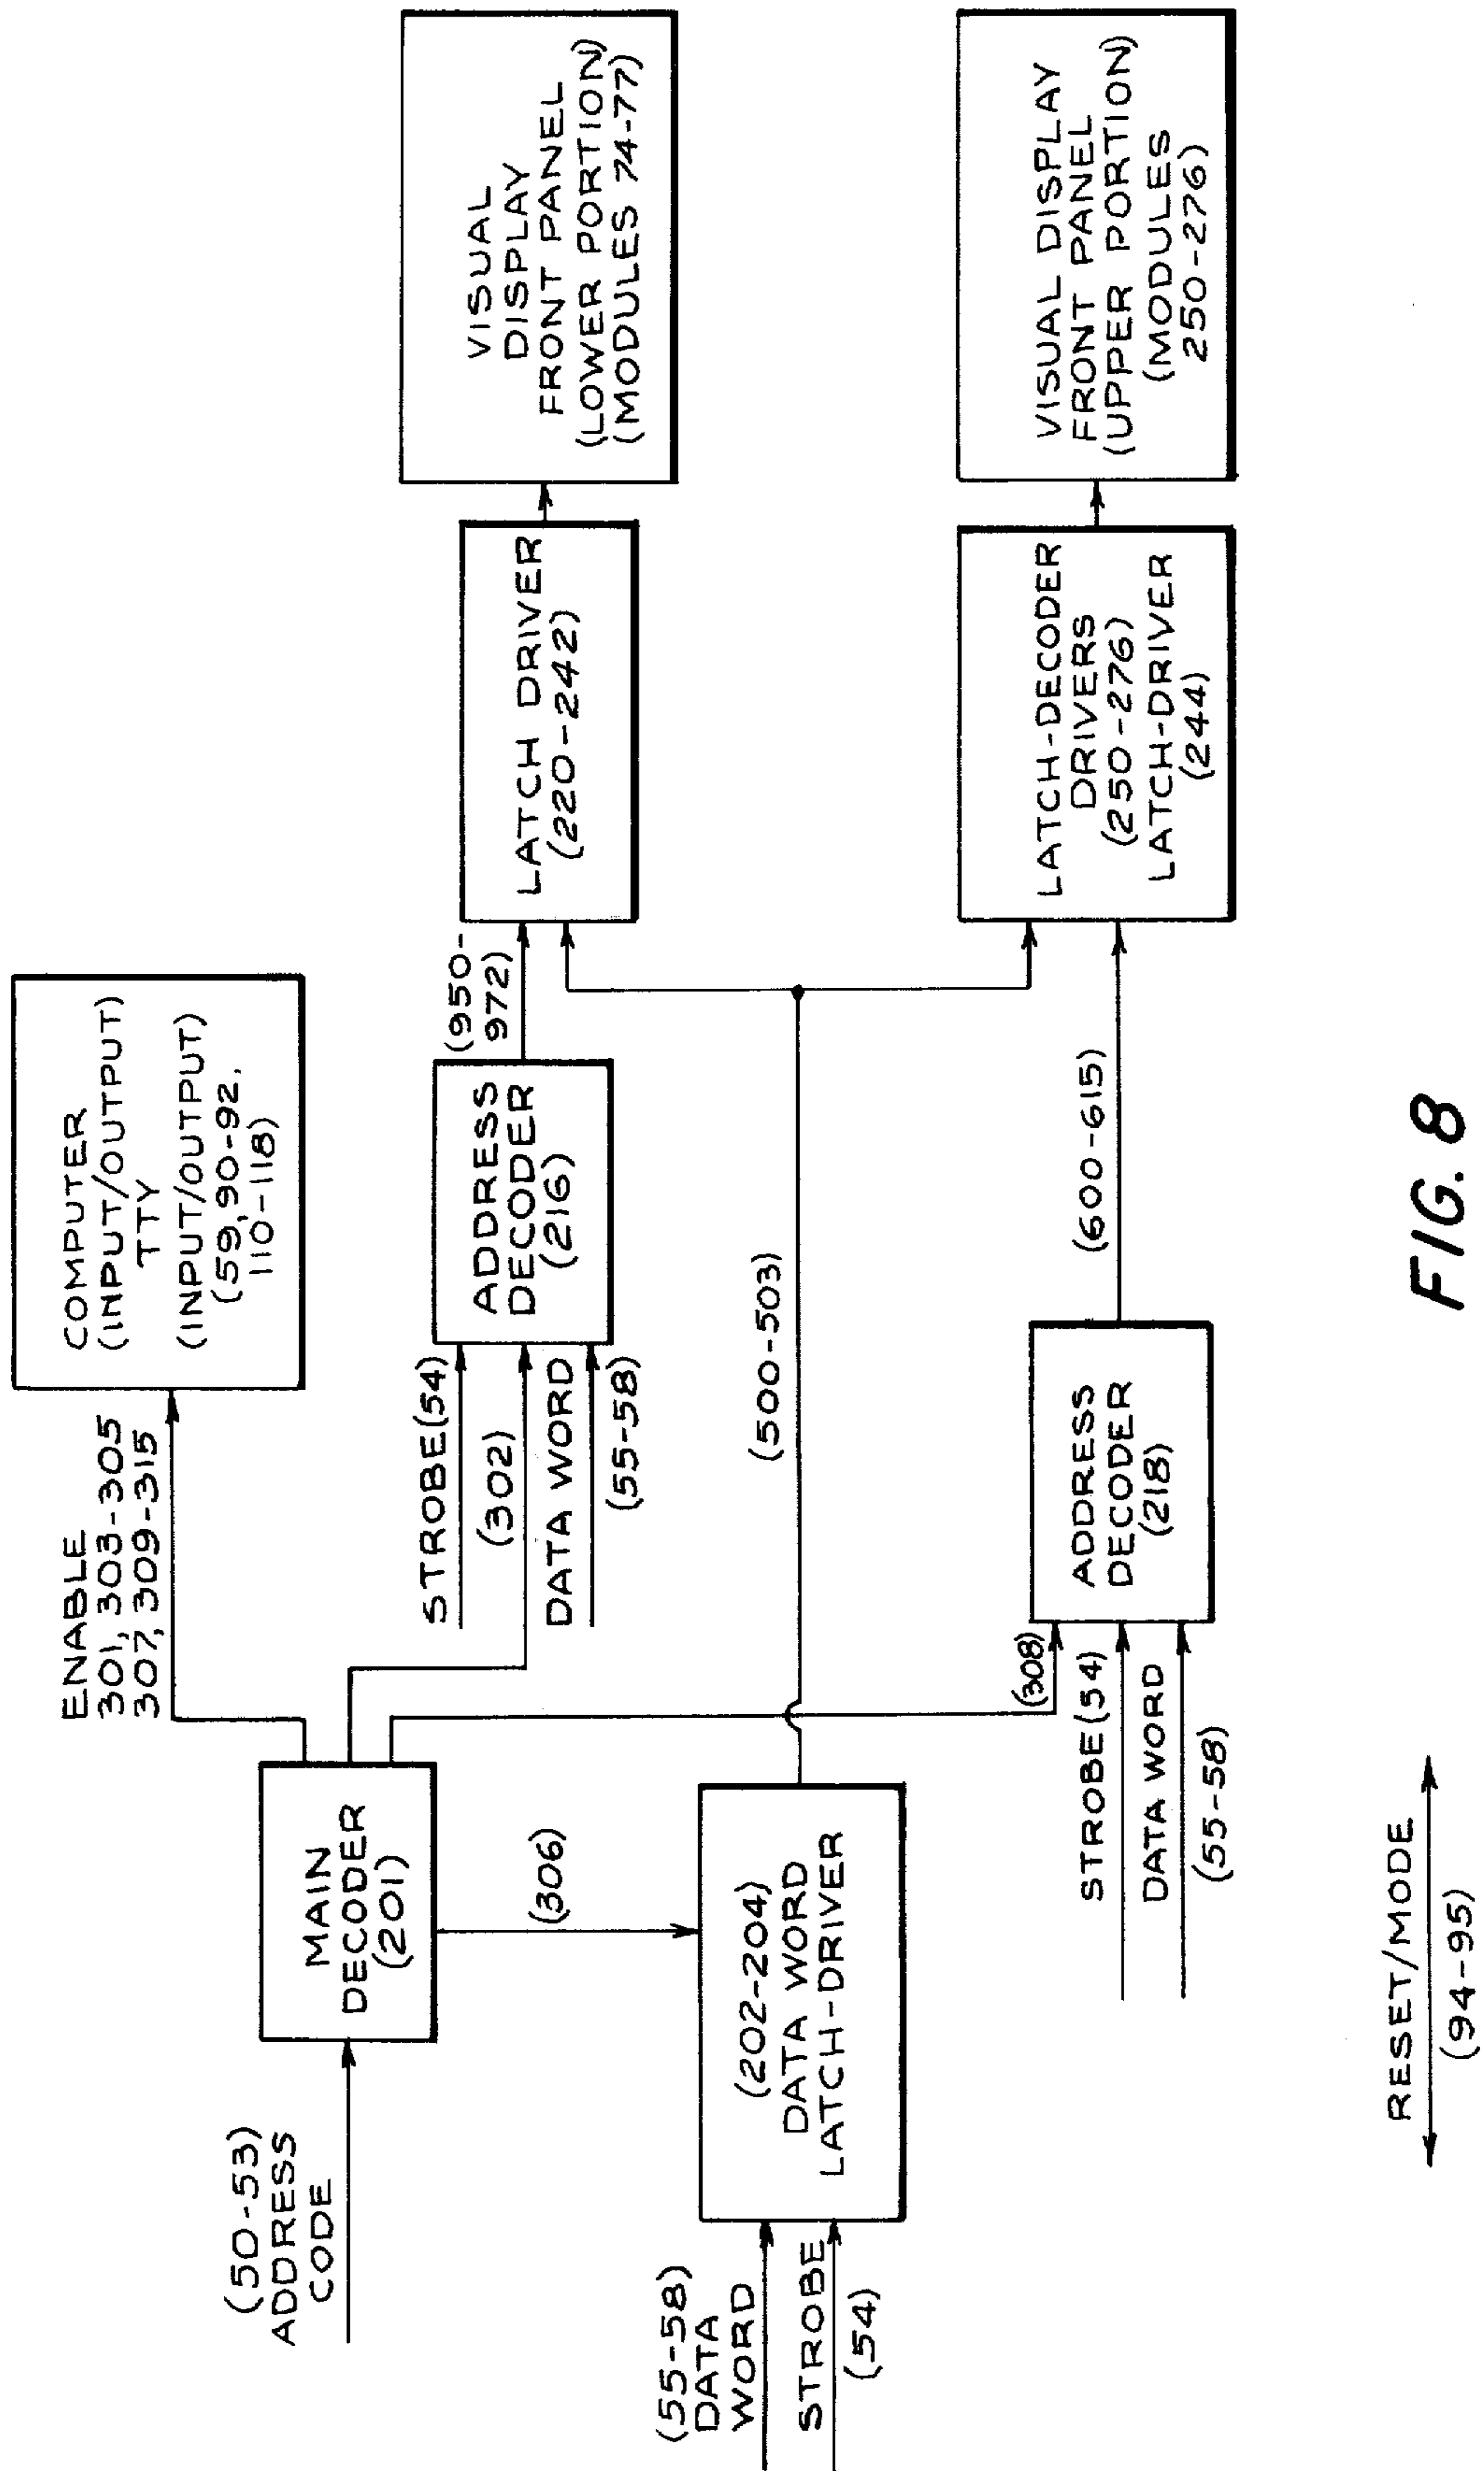 (50-53)
ADDRESS
CODE
(55-58)
DATA
WORD
STROBE
(54)
MAIN
DECODER
(201)
(306)
(202-204)
DATA WORD
LATCH-DRIVER
ENABLE
301, 303-305
307, 309-315
COMPUTER
(INPUT/OUTPUT)
TTY
(INPUT/OUTPUT)
(59,90-92,
110-118)
STROBE(54)
(302)
DATA WORD
(55-58)
ADDRESS
DECODER
(216)
(950-
972)
LATCH DRIVER
(220-242)
VISUAL
DISPLAY
FRONT PANEL
(LOWER PORTION)
(MODULES 74-77)
(500-503)
(308)
STROBE(54)
DATA WORD
(55-58)
ADDRESS
DECODER
(218)
(600-615)
LATCH-DECODER
DRIVERS
(250-276)
LATCH-DRIVER
(244)
VISUAL DISPLAY
FRONT PANEL
(UPPER PORTION)
(MODULES
250-276)
RESET/MODE
(94-95)
FIG. 8